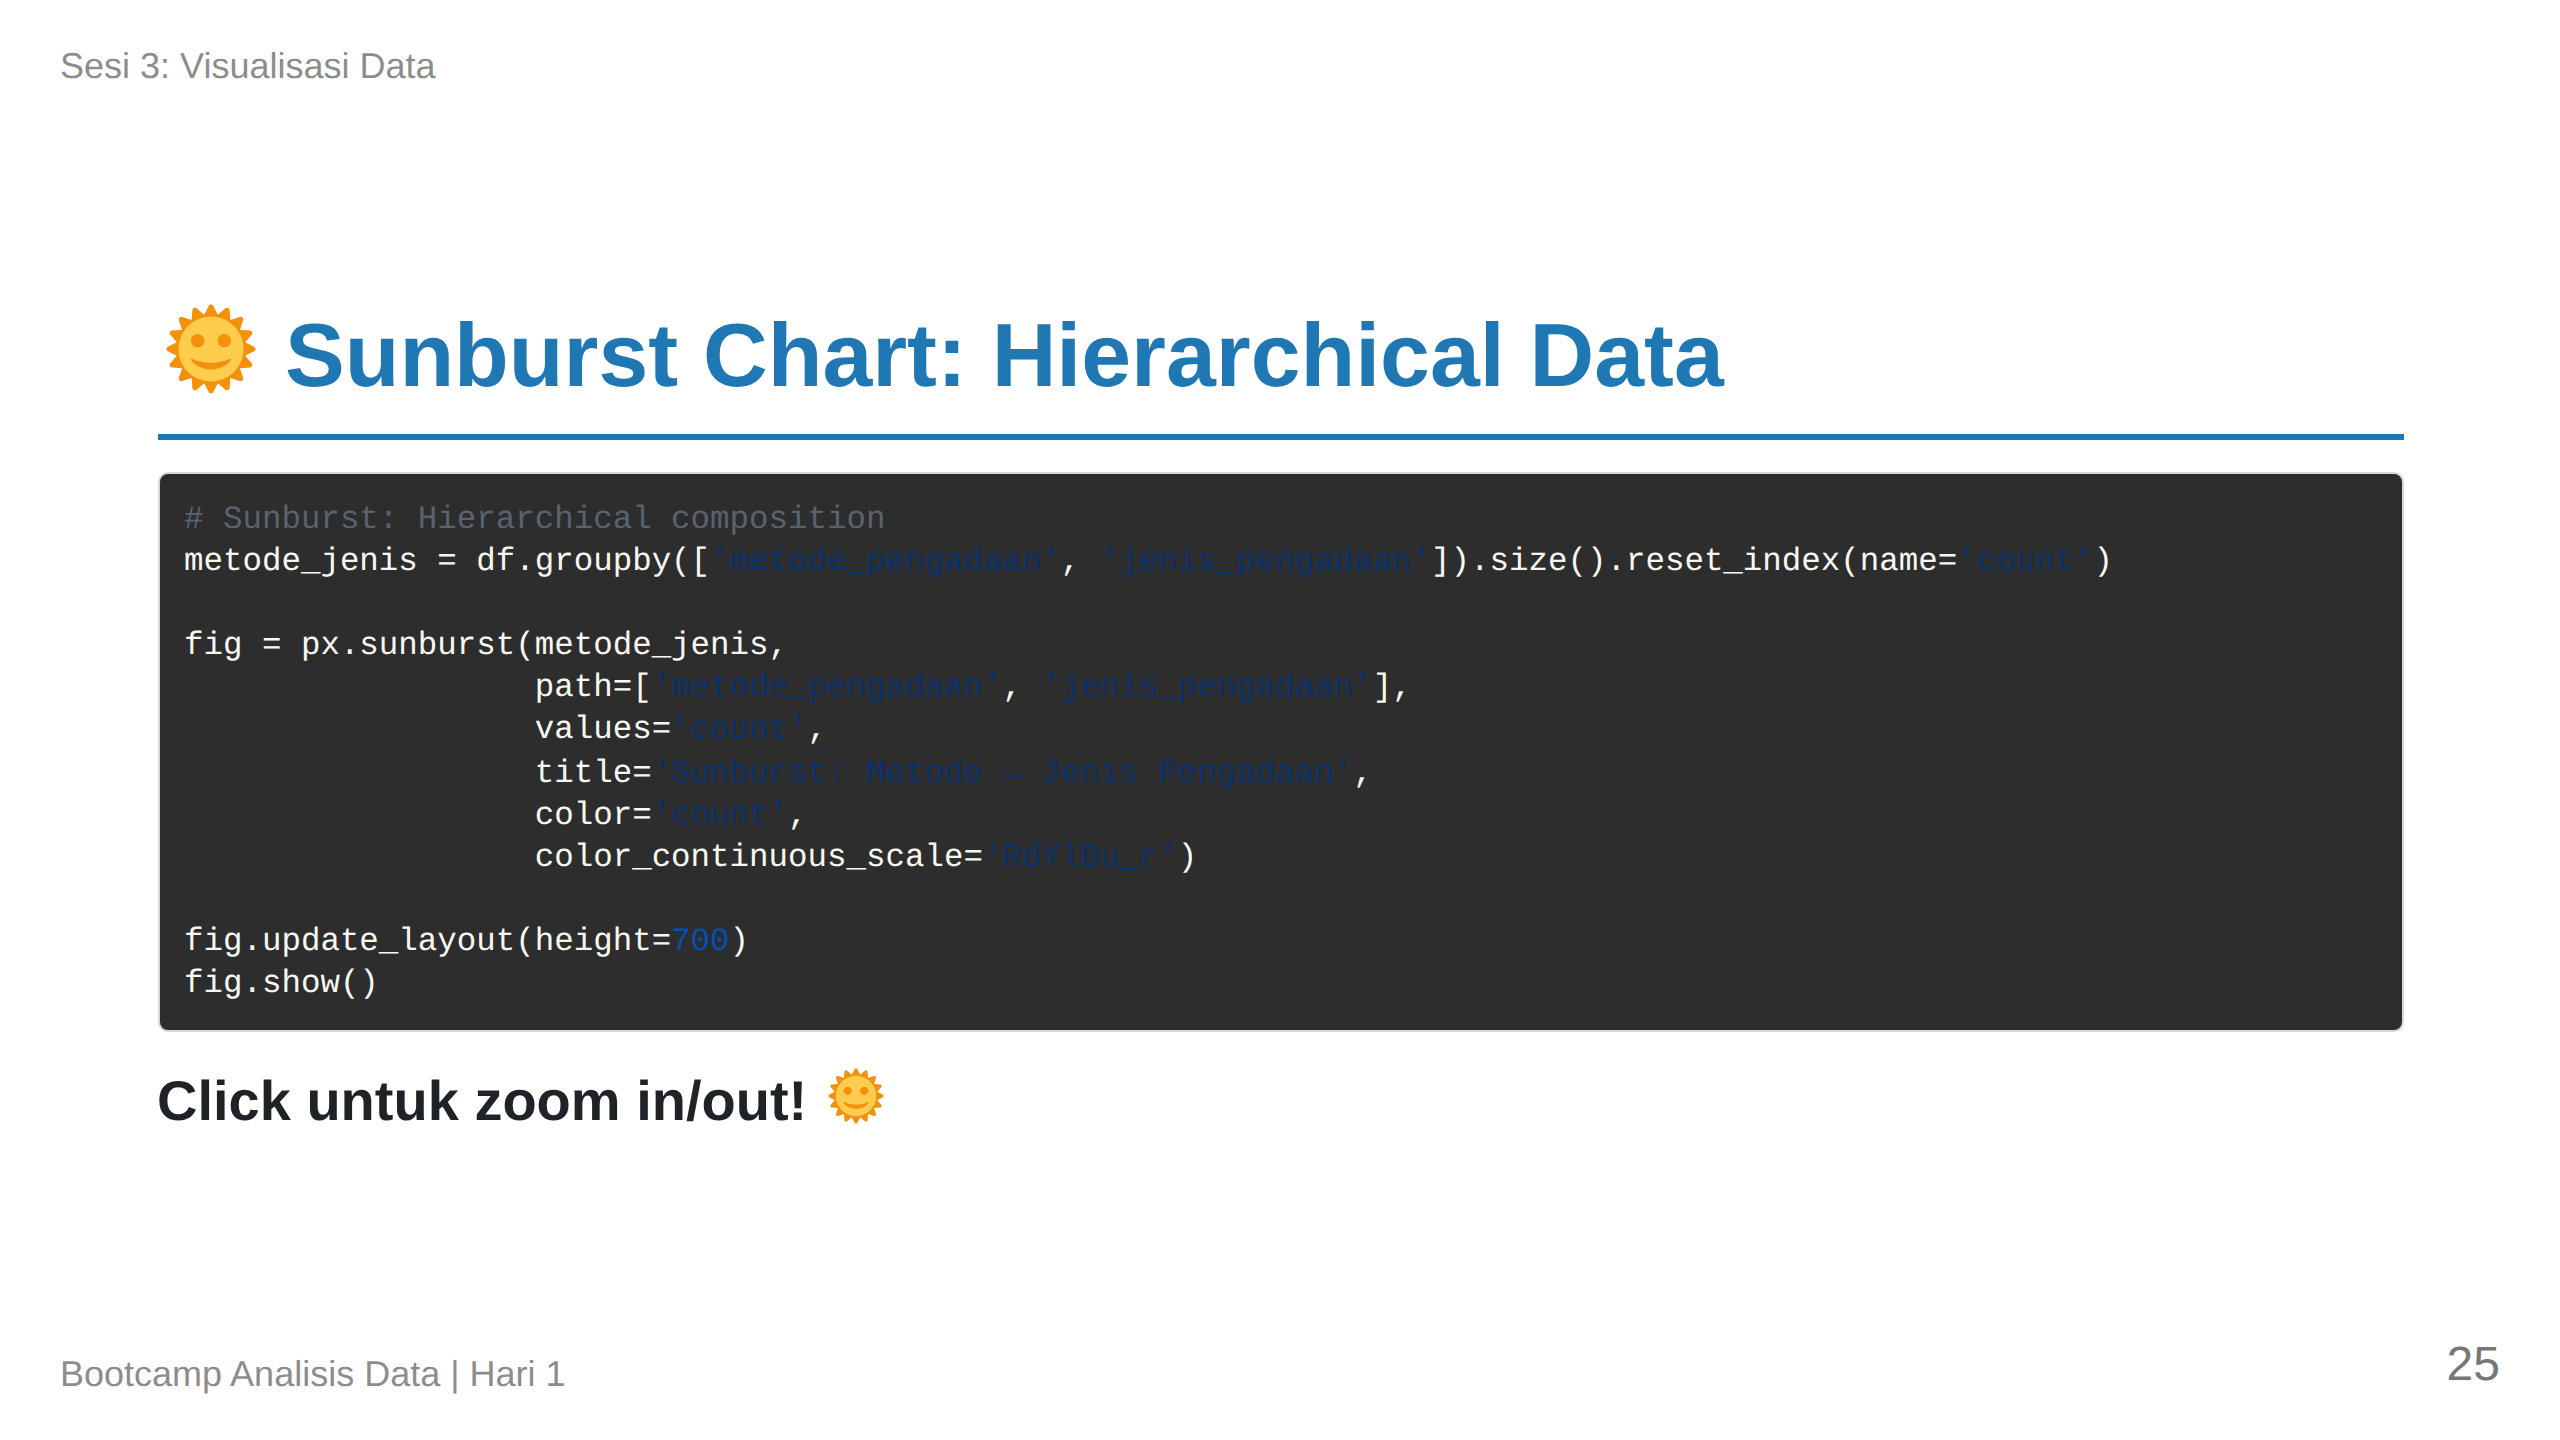 Sesi 3: Visualisasi Data
🌞 Sunburst Chart: Hierarchical Data
# Sunburst: Hierarchical composition
metode_jenis = df.groupby(['metode_pengadaan', 'jenis_pengadaan']).size().reset_index(name='count')

fig = px.sunburst(metode_jenis,
                  path=['metode_pengadaan', 'jenis_pengadaan'],
                  values='count',
                  title='Sunburst: Metode → Jenis Pengadaan',
                  color='count',
                  color_continuous_scale='RdYlBu_r')

fig.update_layout(height=700)
fig.show()
Click untuk zoom in/out! 🌞
Bootcamp Analisis Data | Hari 1
25